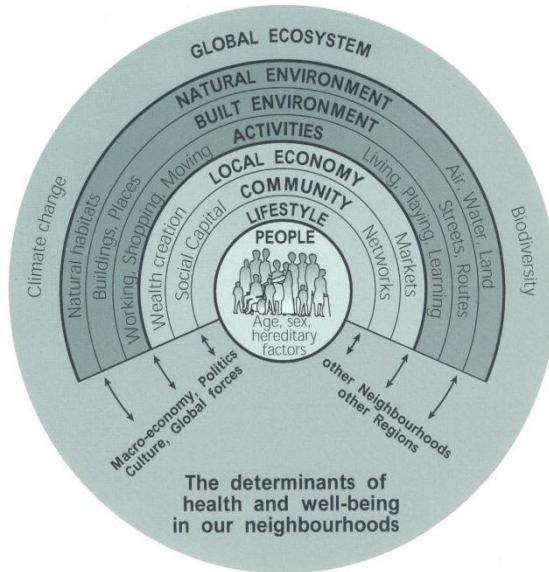 GLOBAL ECOSYSTEM
NATURAL ENVIRONMENT
BUILT ENVIRONMENT
ACTIVITIES
LOCAL ECONOMY
COMMUNITY
LIFESTYLE
PEOPLE
Age, sex,
hereditary
factors
Climate change
Natural habitats
Buildings, Places
Working, Shopping, Moving
Wealth creation
Social Capital
Networks
Markets
Living, Playing, Learning
Streets, Routes
Air, Water, Land
Biodiversity
Macro-economy, Politics
Culture, Global forces
other Neighbourhoods
other Regions
The determinants of
health and well-being
in our neighbourhoods